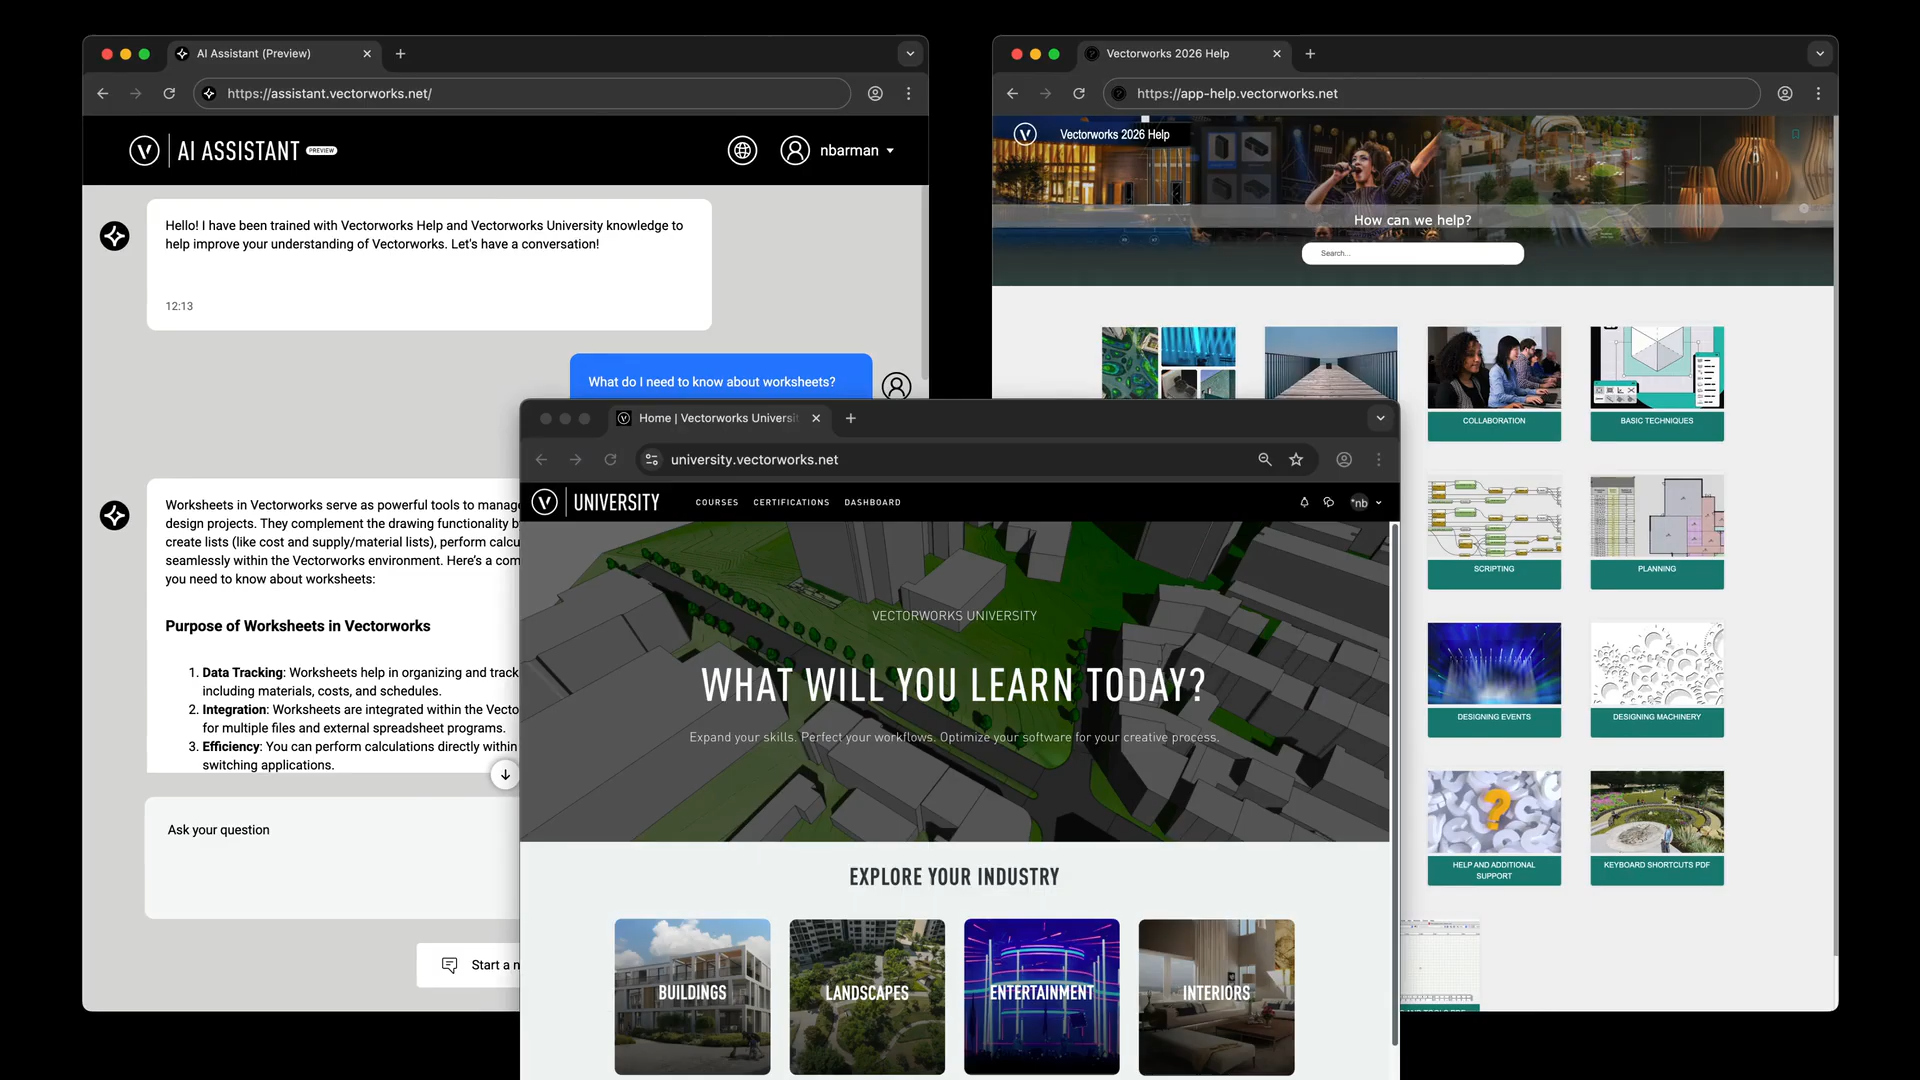 AI Assistant (Preview)
https://assistant.vectorworks.net/
V AI ASSISTANT PREVIEW
nbarman
Hello! I have been trained with Vectorworks Help and Vectorworks University knowledge to
help improve your understanding of Vectorworks. Let's have a conversation!
12:13
What do I need to know about worksheets?
Worksheets in Vectorworks serve as powerful tools to manag
design projects. They complement the drawing functionality b
create lists (like cost and supply/material lists), perform calcu
seamlessly within the Vectorworks environment. Here's a com
you need to know about worksheets:
Purpose of Worksheets in Vectorworks
1. Data Tracking: Worksheets help in organizing and track
including materials, costs, and schedules.
2. Integration: Worksheets are integrated within the Vecto
for multiple files and external spreadsheet programs.
3. Efficiency: You can perform calculations directly within
switching applications.
Ask your question
Start a n
Vectorworks 2026 Help
https://app-help.vectorworks.net
V Vectorworks 2026 Help
How can we help?
Search...
COLLABORATION
BASIC TECHNIQUES
SCRIPTING
PLANNING
DESIGNING EVENTS
DESIGNING MACHINERY
HELP AND ADDITIONAL
SUPPORT
KEYBOARD SHORTCUTS PDF
Home | Vectorworks Universi
university.vectorworks.net
V UNIVERSITY
COURSES
CERTIFICATIONS
DASHBOARD
*nb
VECTORWORKS UNIVERSITY
WHAT WILL YOU LEARN TODAY?
Expand your skills. Perfect your workflows. Optimize your software for your creative process.
EXPLORE YOUR INDUSTRY
BUILDINGS
LANDSCAPES
ENTERTAINMENT
INTERIORS